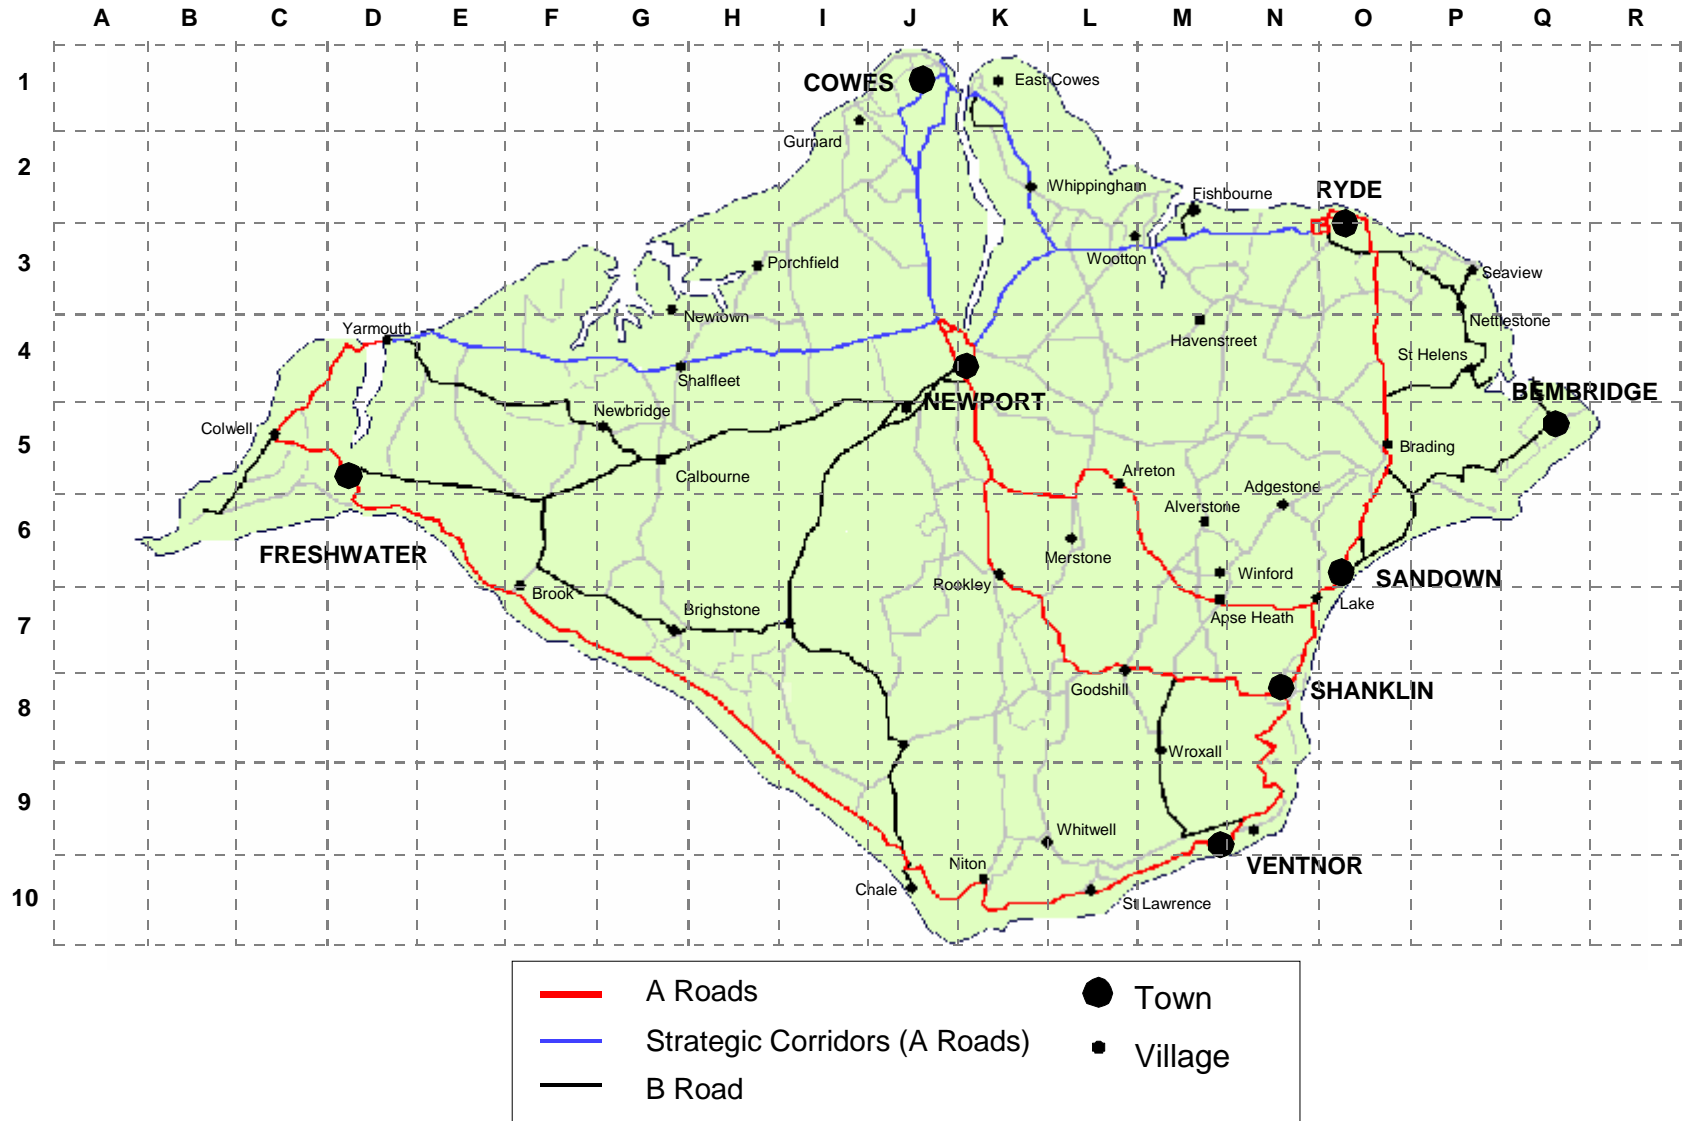 A B C D E F G H I J K L M N O P Q R
1
COWES
East Cowes
Gurnard
2
Whippingham
Fishbourne
RYDE
3
Porchfield
Wootton
Seaview
Newtown
Nettlestone
Yarmouth
4
Havenstreet
St Helens
Shalfleet
BEMBRIDGE
NEWPORT
Newbridge
Colwell
5
Brading
Calbourne
Arreton
Adgestone
Alverstone
6
FRESHWATER
Merstone
Winford
SANDOWN
Rookley
Brook
Lake
Brighstone
Apse Heath
7
Godshill
SHANKLIN
8
Wroxall
9
Whitwell
Niton
VENTNOR
Chale
10
St Lawrence
A Roads
Town
Strategic Corridors (A Roads)
Village
B Road